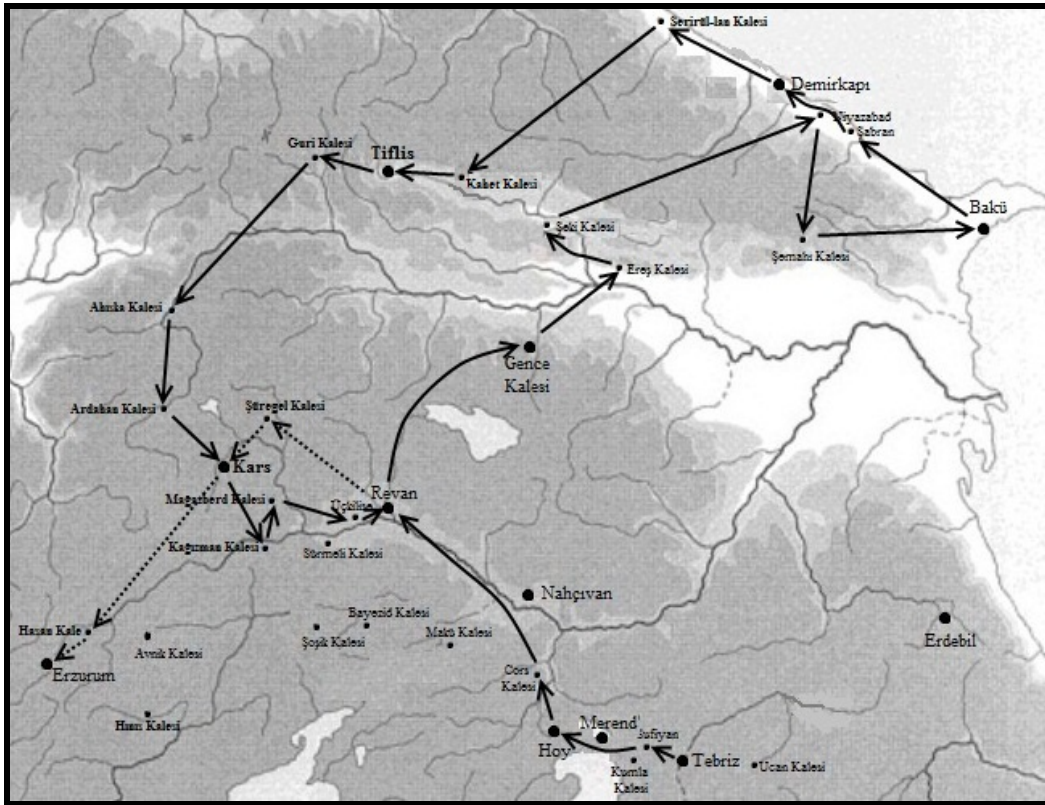 Serirül-lan Kalesi
Demirkapı
Niyazabad
Şabran
Guri Kalesi
Tiflis
Kahet Kalesi
Bakü
Şeki Kalesi
Şemahı Kalesi
Ereş Kalesi
Ahıska Kalesi
Gence
Kalesi
Ardahan Kalesi
Şüregel Kalesi
Kars
Revan
Mağazberd Kalesi
Üçkilise
Kağızman Kalesi
Sürmeli Kalesi
Nahçıvan
Bayezid Kalesi
Hasan Kale
Şoşik Kalesi
Makü Kalesi
Avnik Kalesi
Erdebil
Erzurum
Cors
Kalesi
Hınıs Kalesi
Merend
Sufiyan
Hoy
Tebriz
Ucan Kalesi
Kumla
Kalesi